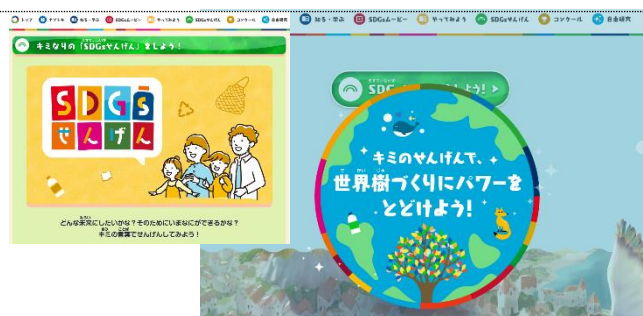 トップ
知る・学ぶ
SDGsムービー
やってみよう
SDGsせんげん
コンクール
自由研究
キミなりの「SDGsせんげん」をしよう!
SDGs
せんげん
どんな未来にしたいかな?そのためにいまなにができるかな?
キミの言葉でせんげんしてみよう!
知る・学ぶ
SDGsムービー
やってみよう
SDGsせんげん
コンクール
自由研究
キミのせんげんで、
世界樹づくりにパワーを
とどけよう!